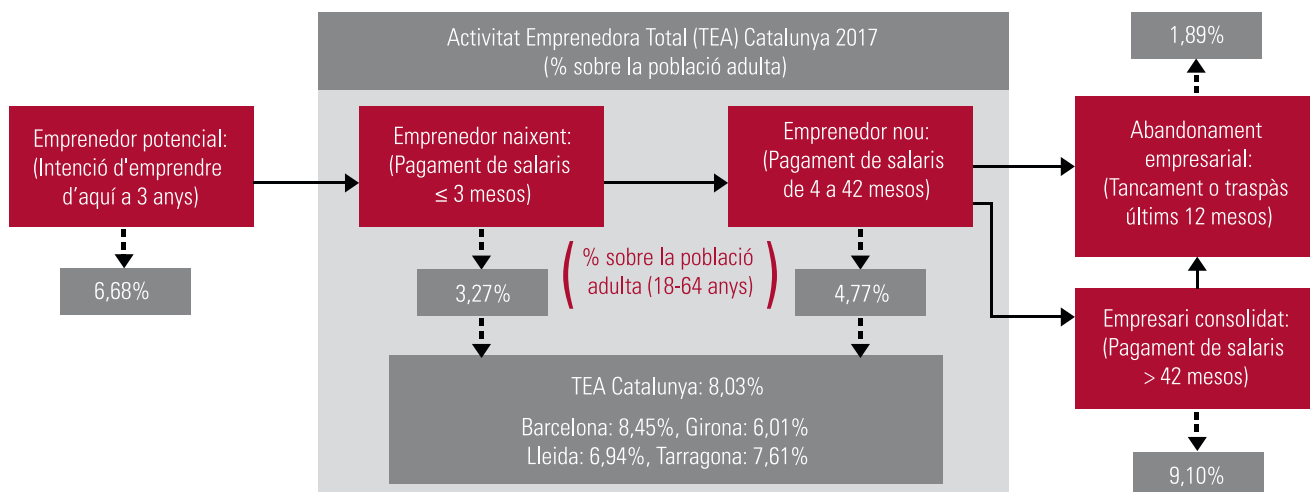 Activitat Emprenedora Total (TEA) Catalunya 2017
(% sobre la població adulta)
1,89%
Emprenedor potencial:
(Intenció d'emprendre
d’aquí a 3 anys)
Emprenedor naixent:
(Pagament de salaris
≤ 3 mesos)
Emprenedor nou:
(Pagament de salaris
de 4 a 42 mesos)
Abandonament
empresarial:
(Tancament o traspàs
últims 12 mesos)
6,68%
3,27%
(% sobre la població
adulta (18-64 anys))
4,77%
Empresari consolidat:
(Pagament de salaris
> 42 mesos)
TEA Catalunya: 8,03%
Barcelona: 8,45%, Girona: 6,01%
Lleida: 6,94%, Tarragona: 7,61%
9,10%